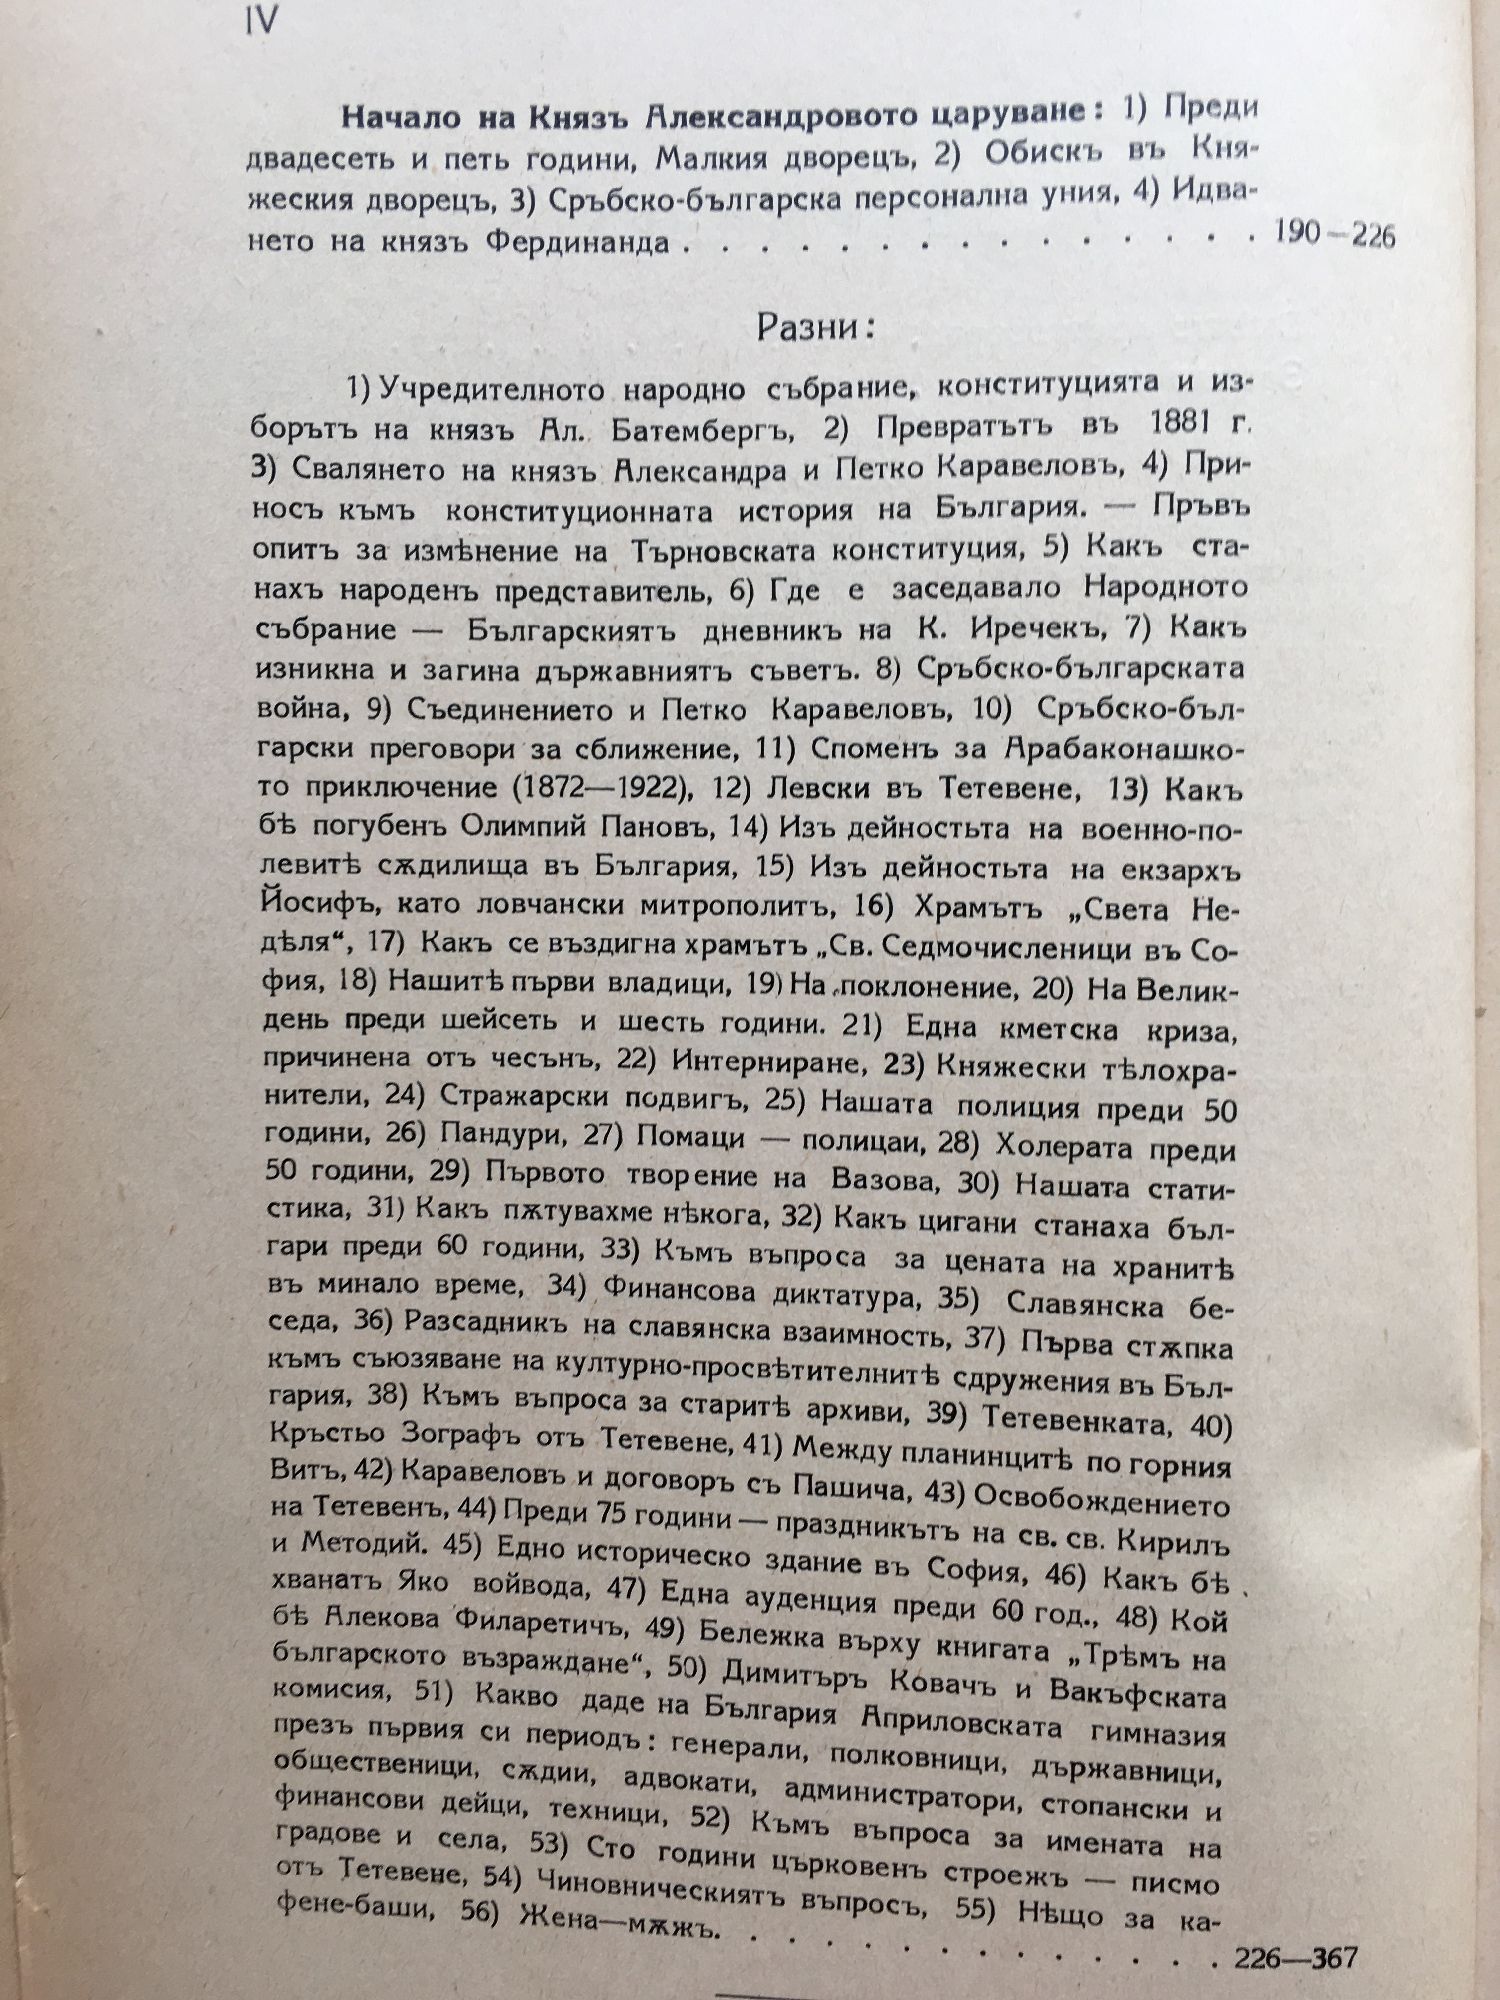 IV
Начало на Князъ Александровото царуване: 1) Преди
двадесеть и петь години, Малкия дворецъ, 2) Обискъ въ Кня-
жеския дворецъ, 3) Сръбско-българска персонална уния, 4) Идва-
нето на князъ Фердинанда . . . . . . . . . . . . . . . 190—226
Разни:
1) Учредителното народно събрание, конституцията и из-
борътъ на князъ Ал. Батембергъ, 2) Превратътъ въ 1881 г.
3) Свалянето на князъ Александра и Петко Каравеловъ, 4) При-
носъ къмъ конституционната история на България. — Пръвъ
опитъ за измѣнение на Търновската конституция, 5) Какъ ста-
нахъ народенъ представитель, 6) Где е заседавало Народното
събрание — Българскиятъ дневникъ на К. Иречекъ, 7) Какъ
изникна и загина държавниятъ съветъ. 8) Сръбско-българската
война, 9) Съединението и Петко Каравеловъ, 10) Сръбско-бъл-
гарски преговори за сближение, 11) Споменъ за Арабаконашко-
то приключение (1872—1922), 12) Левски въ Тетевене, 13) Какъ
бѣ погубенъ Олимпий Пановъ, 14) Изъ дейностьта на военно-по-
левитѣ сѫдилища въ България, 15) Изъ дейностьта на екзархъ
Йосифъ, като ловчански митрополитъ, 16) Храмътъ „Света Не-
дѣля“, 17) Какъ се въздигна храмътъ „Св. Седмочисленици въ Со-
фия, 18) Нашитѣ първи владици, 19) На поклонение, 20) На Велик-
день преди шейсеть и шесть години. 21) Една кметска криза,
причинена отъ чесънъ, 22) Интерниране, 23) Княжески тѣлохра-
нители, 24) Стражарски подвигъ, 25) Нашата полиция преди 50
години, 26) Пандури, 27) Помаци — полицаи, 28) Холерата преди
50 години, 29) Първото творение на Вазова, 30) Нашата стати-
стика, 31) Какъ пѫтувахме нѣкога, 32) Какъ цигани станаха бъл-
гари преди 60 години, 33) Къмъ въпроса за цената на хранитѣ
въ минало време, 34) Финансова диктатура, 35) Славянска бе-
седа, 36) Разсадникъ на славянска взаимность, 37) Първа стѫпка
къмъ съюзяване на културно-просвѣтителнитѣ сдружения въ Бъл-
гария, 38) Къмъ въпроса за старитѣ архиви, 39) Тетевенката, 40)
Кръстьо Зографъ отъ Тетевене, 41) Между планинцитѣ по горния
Витъ, 42) Каравеловъ и договоръ съ Пашича, 43) Освобождението
на Тетевенъ, 44) Преди 75 години — праздникътъ на св. св. Кирилъ
и Методий. 45) Едно историческо здание въ София, 46) Какъ бѣ
хванатъ Яко войвода, 47) Една ауденция преди 60 год., 48) Кой
бѣ Алекова Филаретичъ, 49) Бележка върху книгата „Трѣмъ на
българското възраждане“, 50) Димитъръ Ковачъ и Вакъфската
комисия, 51) Какво даде на България Априловската гимназия
презъ първия си периодъ: генерали, полковници, държавници,
общественици, сѫдии, адвокати, администратори, стопански и
финансови дейци, техници, 52) Къмъ въпроса за имената на
градове и села, 53) Сто години църковенъ строежъ — писмо
отъ Тетевене, 54) Чиновническиятъ въпросъ, 55) Нѣщо за ка-
фене-баши, 56) Жена—мѫжъ. . . . . . . . . . . . . . 226—367